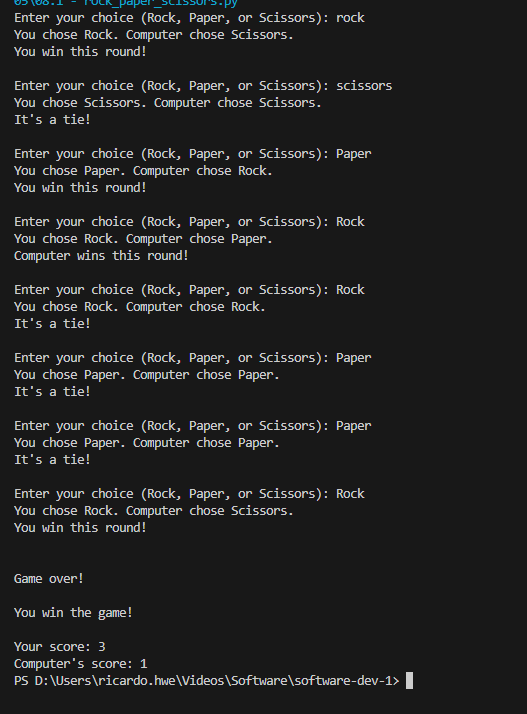 05\08.1 - rock_paper_scissors.py
Enter your choice (Rock, Paper, or Scissors): rock
You chose Rock. Computer chose Scissors.
You win this round!
Enter your choice (Rock, Paper, or Scissors): scissors
You chose Scissors. Computer chose Scissors.
It's a tie!
Enter your choice (Rock, Paper, or Scissors): Paper
You chose Paper. Computer chose Rock.
You win this round!
Enter your choice (Rock, Paper, or Scissors): Rock
You chose Rock. Computer chose Paper.
Computer wins this round!
Enter your choice (Rock, Paper, or Scissors): Rock
You chose Rock. Computer chose Rock.
It's a tie!
Enter your choice (Rock, Paper, or Scissors): Paper
You chose Paper. Computer chose Paper.
It's a tie!
Enter your choice (Rock, Paper, or Scissors): Paper
You chose Paper. Computer chose Paper.
It's a tie!
Enter your choice (Rock, Paper, or Scissors): Rock
You chose Rock. Computer chose Scissors.
You win this round!
Game over!
You win the game!
Your score: 3
Computer's score: 1
PS D:\Users\ricardo.hwe\Videos\Software\software-dev-1>